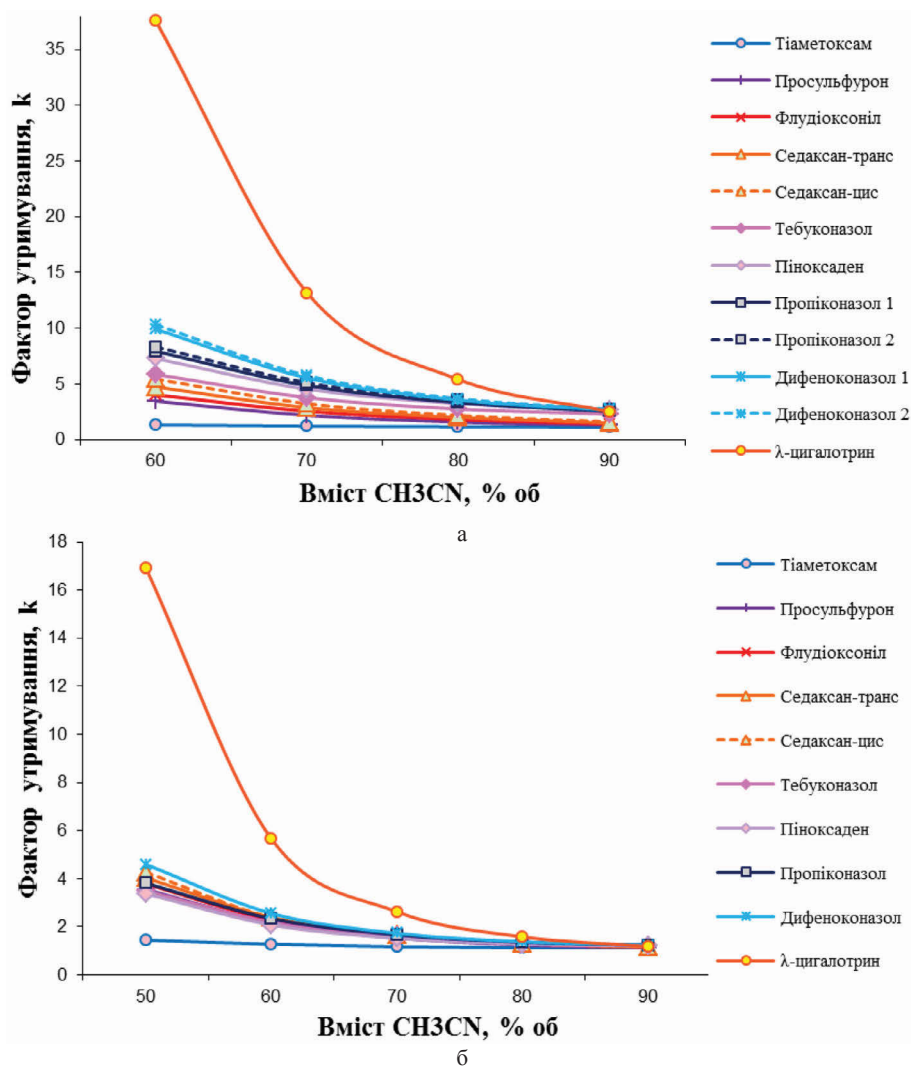 Фактор утримування, k
35
30
25
20
15
10
5
0
60
70
80
90
Вміст CH3CN, % об
Тіаметоксам
Просульфурон
Флудіоксоніл
Седаксан-транс
Седаксан-цис
Тебуконазол
Піноксаден
Пропіконазол 1
Пропіконазол 2
Дифеноконазол 1
Дифеноконазол 2
λ-цигалотрин
а
Фактор утримування, k
18
16
14
12
10
8
6
4
2
0
50
60
70
80
90
Вміст CH3CN, % об
Тіаметоксам
Просульфурон
Флудіоксоніл
Седаксан-транс
Седаксан-цис
Тебуконазол
Піноксаден
Пропіконазол
Дифеноконазол
λ-цигалотрин
б